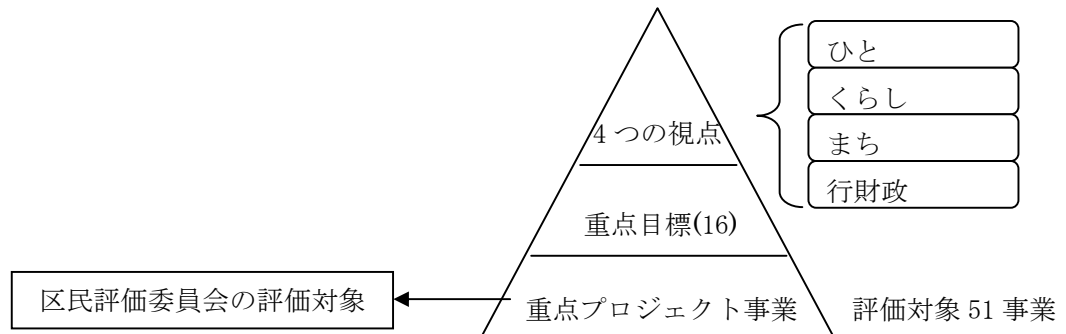 ひと
くらし
4つの視点
まち
行財政
重点目標(16)
区民評価委員会の評価対象
重点プロジェクト事業
評価対象 51 事業